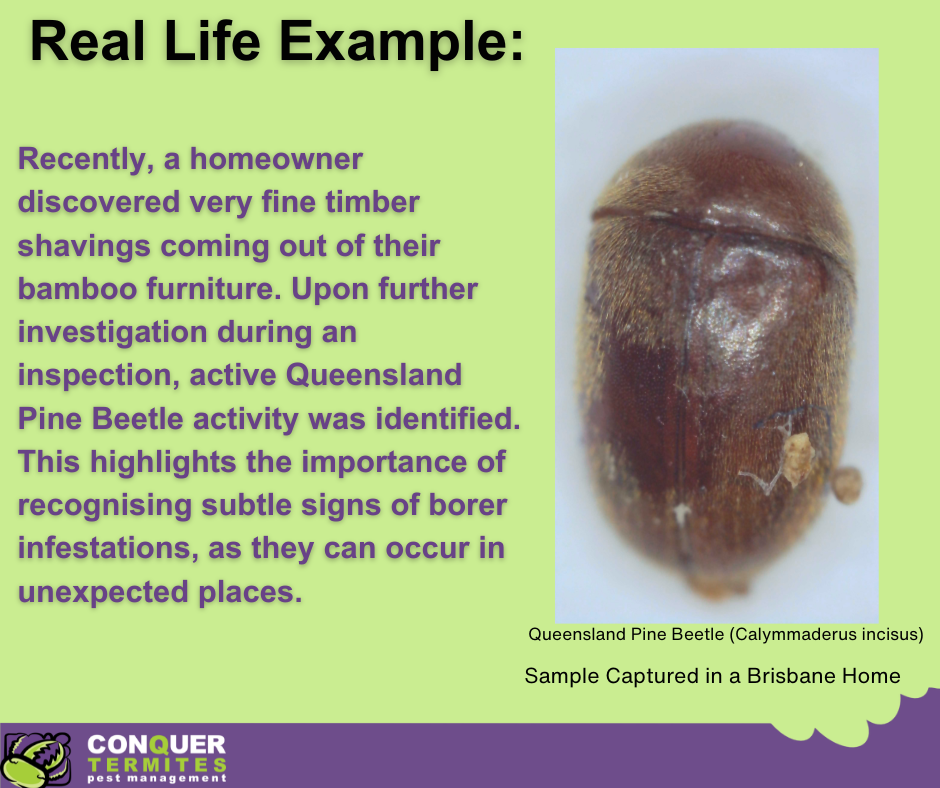 Real Life Example:
Recently, a homeowner
discovered very fine timber
shavings coming out of their
bamboo furniture. Upon further
investigation during an
inspection, active Queensland
Pine Beetle activity was identified.
This highlights the importance of
recognising subtle signs of borer
infestations, as they can occur in
unexpected places.
Queensland Pine Beetle (Calymmaderus incisus)
Sample Captured in a Brisbane Home
CONQUER
TERMITES
pest management